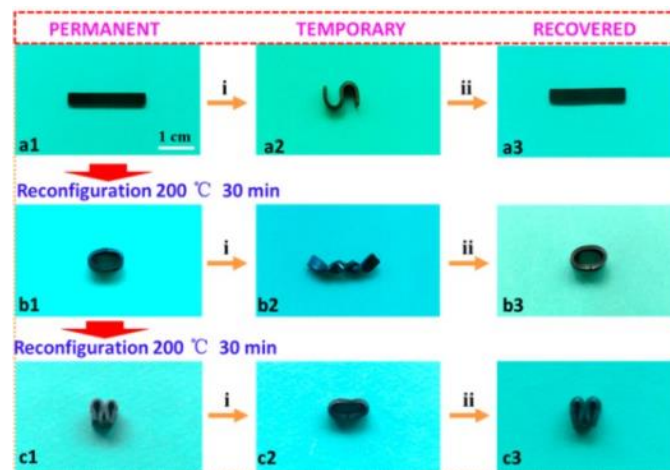 PERMANENT TEMPORARY RECOVERED
i ii
1 cm
a1 a2 a3
Reconfiguration 200 ℃ 30 min
i ii
b1 b2 b3
Reconfiguration 200 ℃ 30 min
i ii
c1 c2 c3